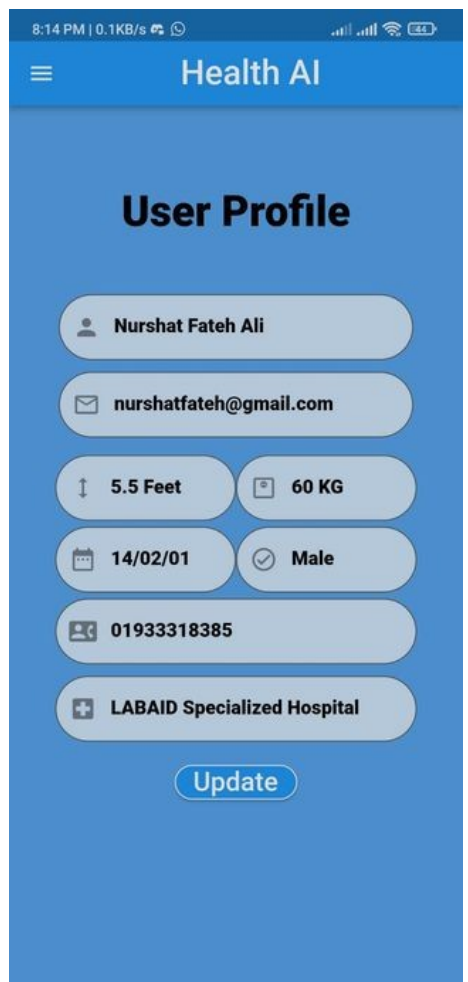 8:14 PM | 0.1KB/s
44
Health AI
User Profile
Nurshat Fateh Ali
nurshatfateh@gmail.com
5.5 Feet 60 KG
14/02/01 Male
01933318385
LABAID Specialized Hospital
Update